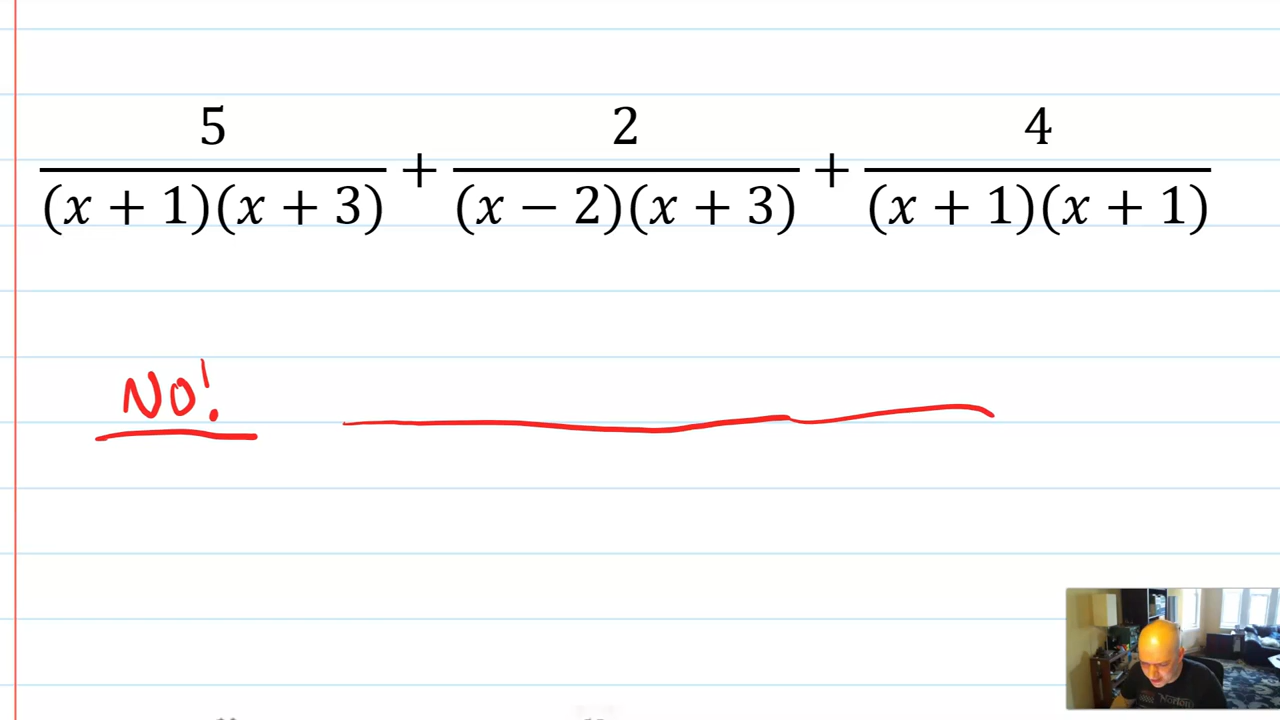 5/((x + 1)(x + 3)) + 2/((x − 2)(x + 3)) + 4/((x + 1)(x + 1))
NO!